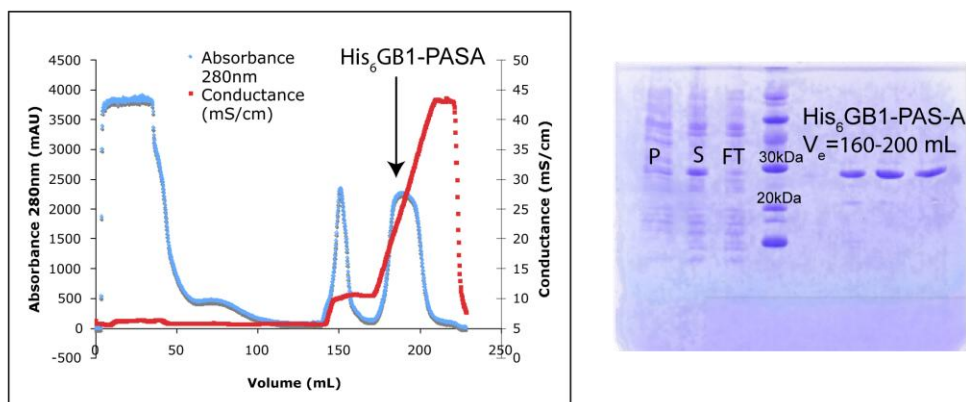 Absorbance 280nm (mAU)
4500
4000
3500
3000
2500
2000
1500
1000
500
0
-500
Absorbance
280nm
Conductance
(mS/cm)
His₆GB1-PASA
50
45
40
35
30
25
20
15
10
5
0
Conductance (mS/cm)
0
50
100
150
200
250
Volume (mL)
His₆GB1-PAS-A
Vₑ=160-200 mL
P
S
FT
30kDa
20kDa